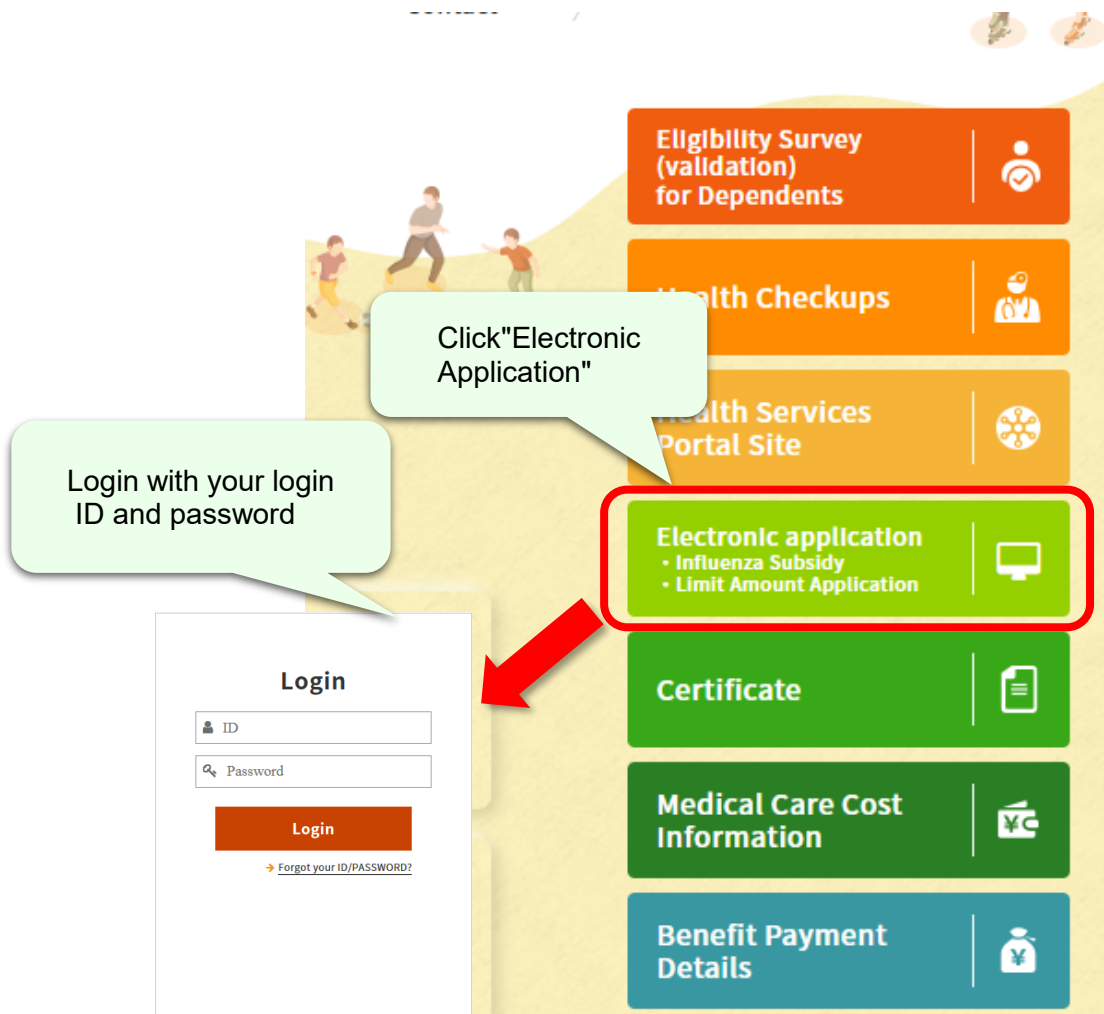 Eligibility Survey
(validation)
for Dependents
Health Checkups
Click"Electronic
Application"
Health Services
Portal Site
Login with your login
ID and password
Electronic application
・Influenza Subsidy
・Limit Amount Application
Login
ID
Password
Login
Forgot your ID/PASSWORD?
Certificate
Medical Care Cost
Information
Benefit Payment
Details